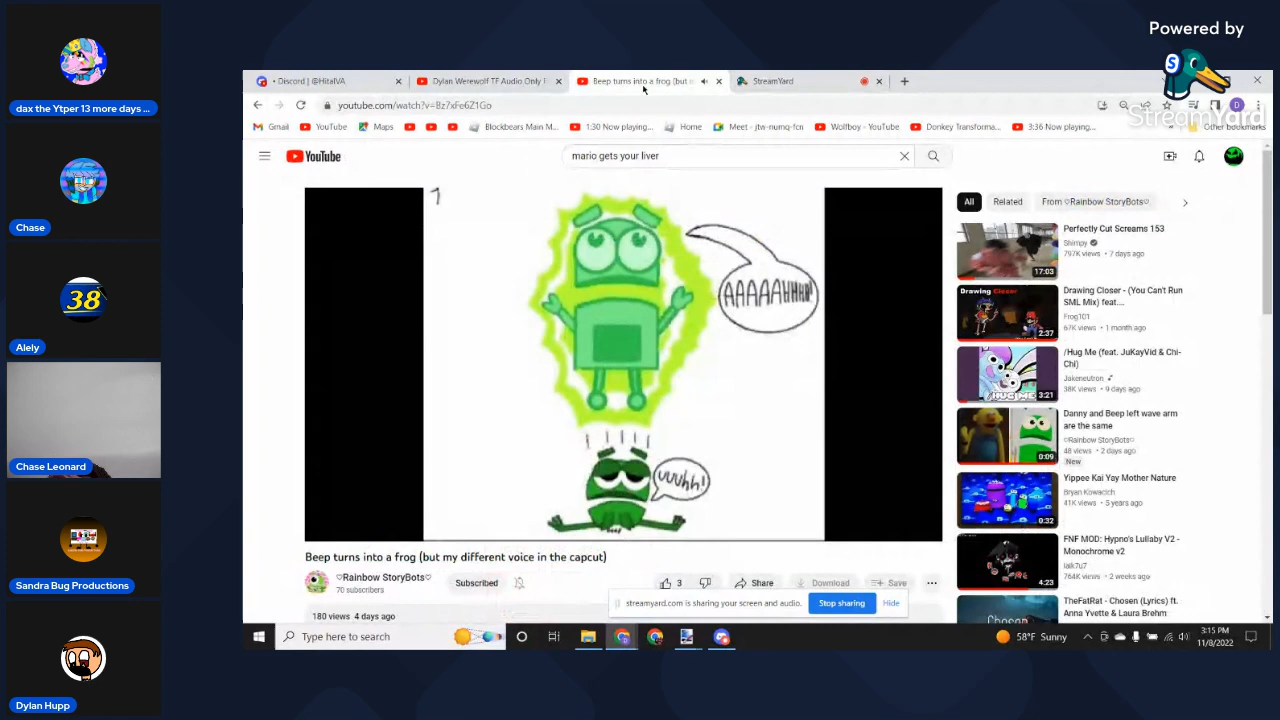 Powered by
StreamYard
dax the Ytper 13 more days ...
Chase
38
Alely
Chase Leonard
Sandra Bug Productions
Dylan Hupp
• Discord | @HitalVA
Dylan Werewolf TF Audio Only
Beep turns into a frog (but m
StreamYard
youtube.com/watch?v=Bz7xFe6Z1Go
Gmail
YouTube
Maps
Blockbears Main M...
1:30 Now playing...
Home
Meet - jtw-nunq-fcn
Wolfboy - YouTube
Donkey Transforma...
3:36 Now playing...
»
Other bookmarks
YouTube
mario gets your liver
AAAAAHHHH!
UUUhh!
Beep turns into a frog (but my different voice in the capcut)
♡Rainbow StoryBots♡
70 subscribers
Subscribed
3
Share
Download
Save
180 views 4 days ago
streamyard.com is sharing your screen and audio.
Stop sharing
Hide
All
Related
From ♡Rainbow StoryBots♡
Perfectly Cut Screams 153
Shimpy
797K views • 7 days ago
17:03
Drawing Closer - (You Can't Run
SML Mix) feat....
Frog101
67K views • 1 month ago
Drawing Closer
2:37
/Hug Me (feat. JuKayVid & Chi-
Chi)
Jakeneutron
38K views • 9 days ago
3:21
Danny and Beep left wave arm
are the same
♡Rainbow StoryBots♡
48 views • 2 days ago
New
0:09
Yippee Kai Yay Mother Nature
Bryan Kowacich
41K views • 5 years ago
0:32
FNF MOD: Hypno's Lullaby V2 -
Monochrome v2
764K views • 2 weeks ago
4:23
TheFatRat - Chosen (Lyrics) ft.
Anna Yvette & Laura Brehm
Chosen
Type here to search
58°F Sunny
3:15 PM
11/8/2022